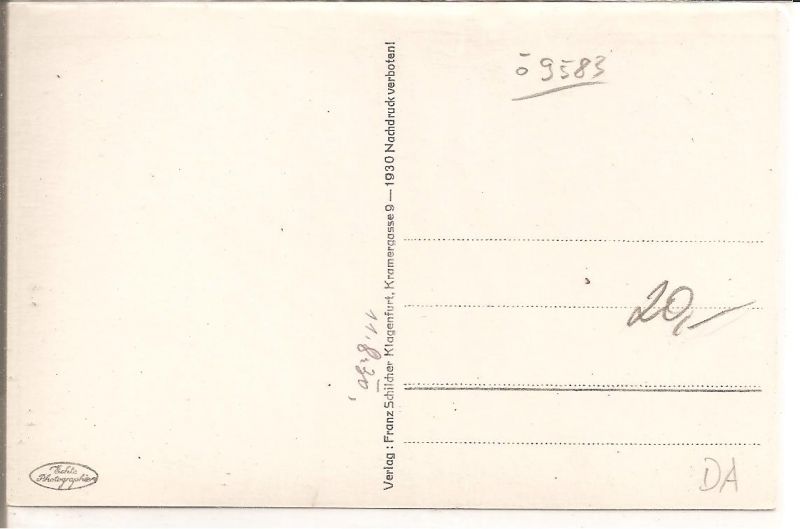 ō 9583
Verlag: Franz Schilcher Klagenfurt, Kramergasse 9 — 1930 Nachdruck verboten!
20,—
Echte
Photographie
DA